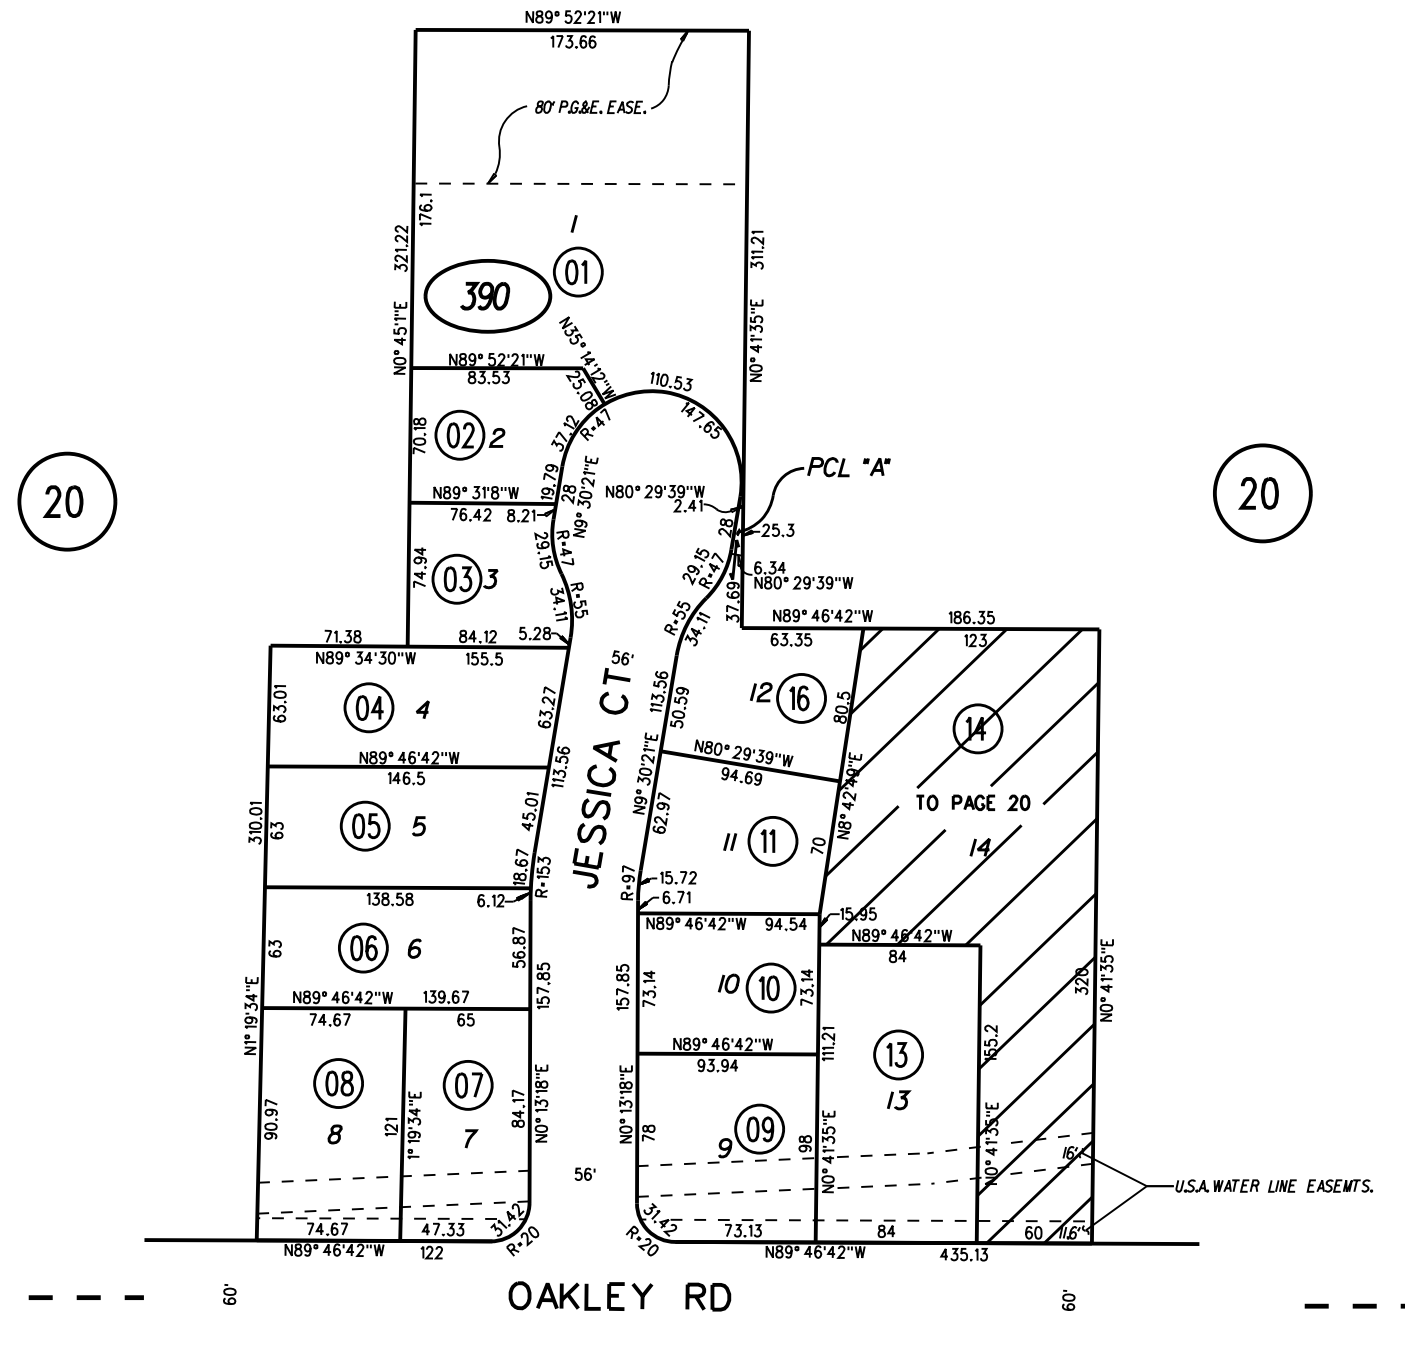 N89° 52'21"W
173.66
80' P.G.&E. EASE.
176.1
321.22
N0° 45'1"E
311.21
N0° 41'35"E
1
01
390
N35° 14'12"W
25.08
N89° 52'21"W
83.53
110.53
147.65
R=47
37.12
70.18
02 2
19.79
28
N9° 30'21"E
N89° 31'8"W
76.42
8.21
N80° 29'39"W
2.41
PCL "A"
28
25.3
6.34
N80° 29'39"W
37.69
20
20
74.94
03 3
29.15
R=47
34.11
R=55
29.15
R=47
R=55
34.11
N89° 46'42"W
186.35
63.35
123
71.38
84.12
5.28
N89° 34'30"W
155.5
56'
63.01
04 4
63.27
113.56
50.59
12 16
80.5
14
N89° 46'42"W
146.5
113.56
JESSICA CT
N9° 30'21"E
N80° 29'39"W
94.69
N8° 42'49"E
TO PAGE 20
14
310.01
63
05 5
45.01
62.97
11 11
70
18.67
R=153
R=97
15.72
6.71
138.58
6.12
N89° 46'42"W
94.54
15.95
N89° 46'42"W
84
63
06 6
56.87
157.85
157.85
73.14
10 10
73.14
320
N0° 41'35"E
N1° 19'34"E
N89° 46'42"W
139.67
74.67
65
N89° 46'42"W
93.94
111.21
13
13
155.2
90.97
08
8
121
1° 19'34"E
07
7
84.17
N0° 13'18"E
N0° 13'18"E
78
9 09
98
N0° 41'35"E
N0° 41'35"E
56'
16'
U.S.A. WATER LINE EASEMTS.
11.6'
74.67
47.33
31.42
R=20
31.42
R=20
73.13
84
60
N89° 46'42"W
122
N89° 46'42"W
435.13
60'
OAKLEY RD
60'